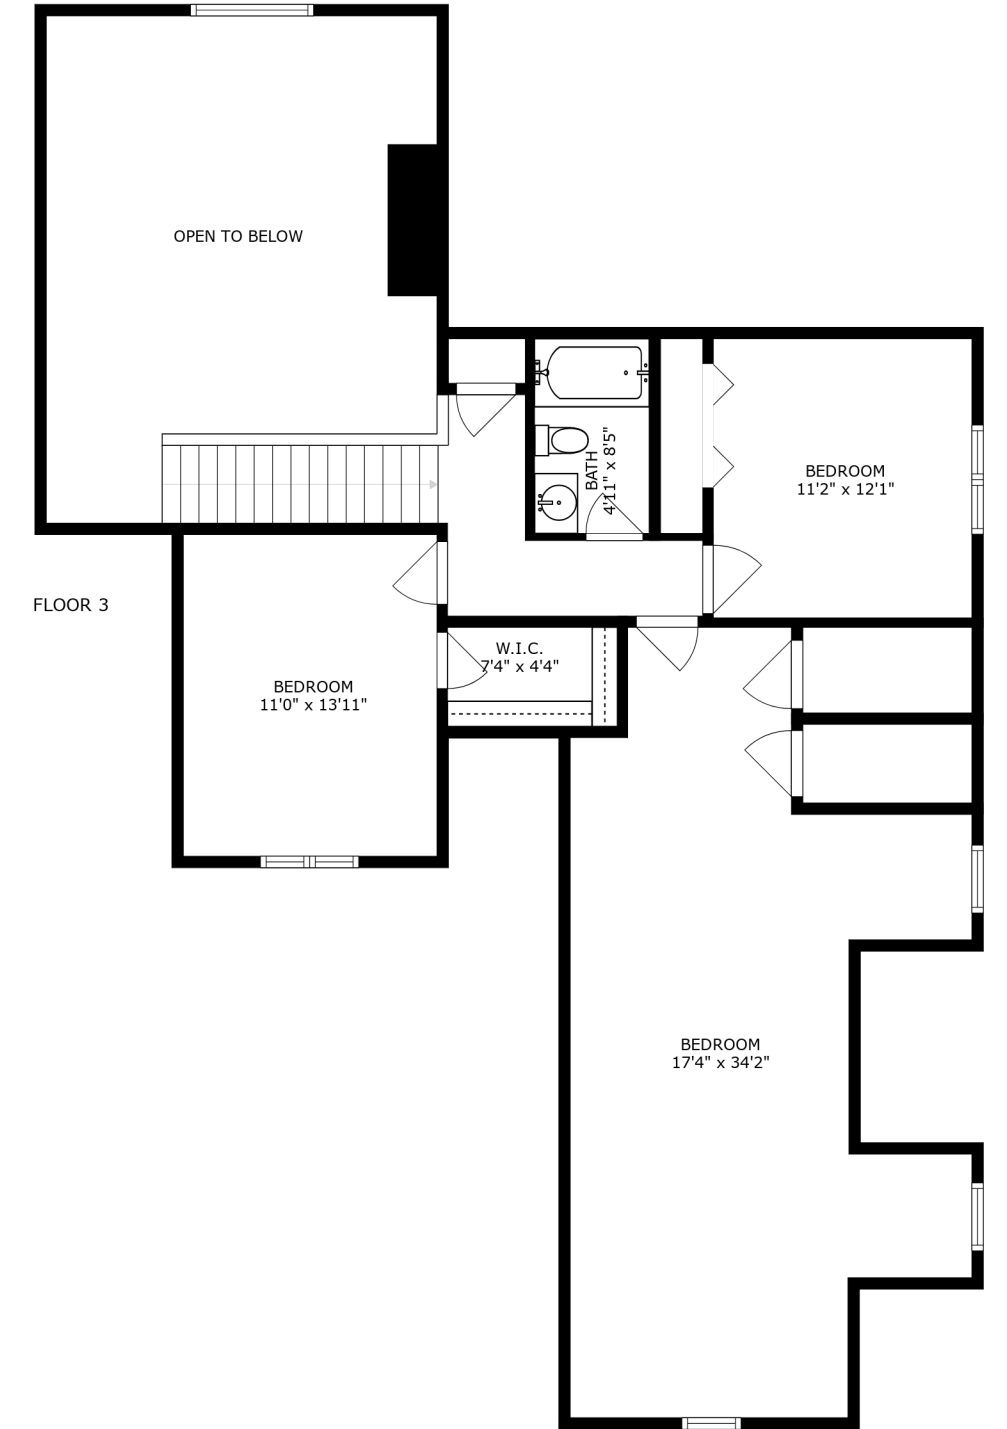 OPEN TO BELOW
BATH
4'11" x 8'5"
BEDROOM
11'2" x 12'1"
FLOOR 3
W.I.C.
7'4" x 4'4"
BEDROOM
11'0" x 13'11"
BEDROOM
17'4" x 34'2"